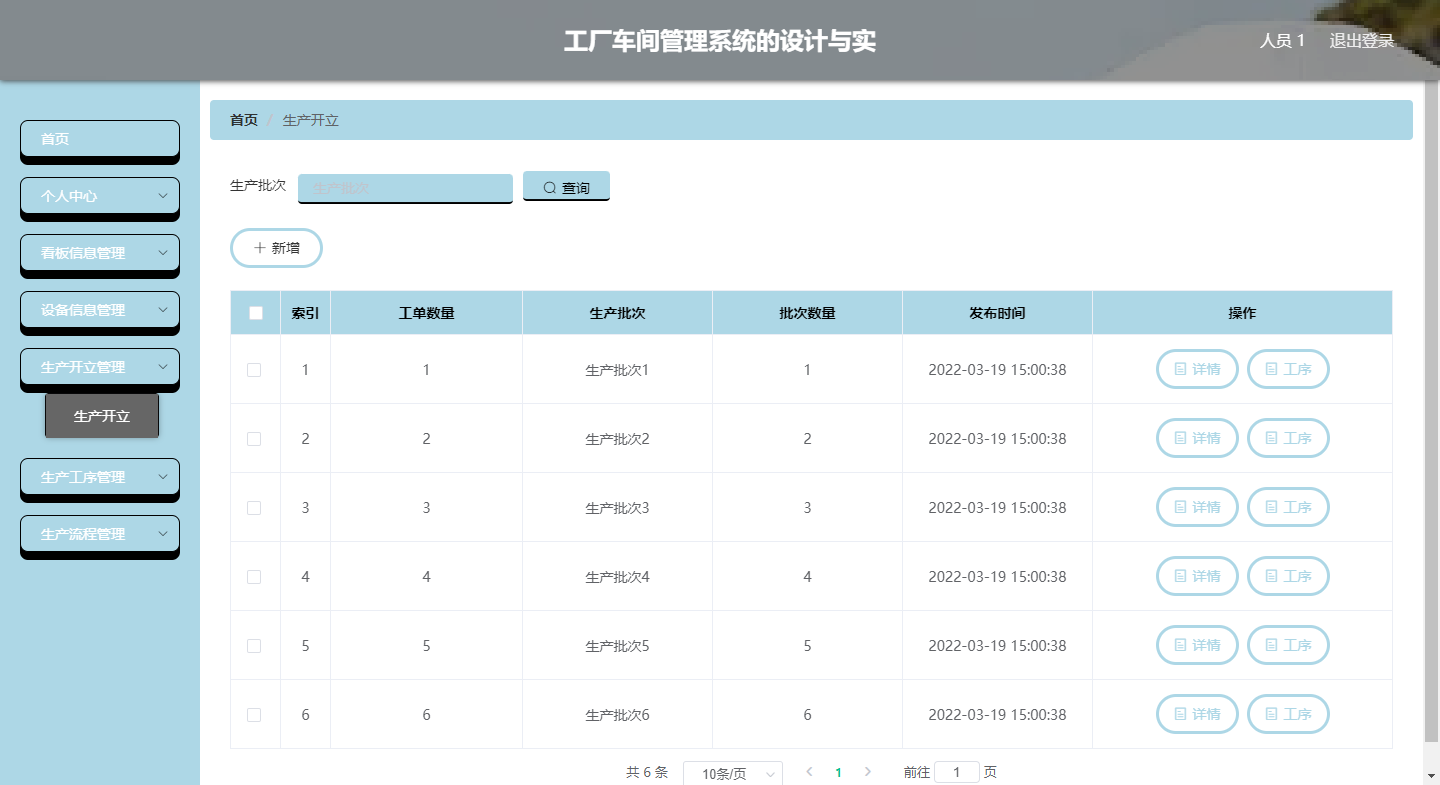 工厂车间管理系统的设计与实
人员 1 退出登录
首页
个人中心
看板信息管理
设备信息管理
生产开立管理
生产开立
生产工序管理
生产流程管理
首页 / 生产开立
生产批次 生产批次 查询
新增
索引 工单数量 生产批次 批次数量 发布时间 操作
1 1 生产批次1 1 2022-03-19 15:00:38 详情 工序
2 2 生产批次2 2 2022-03-19 15:00:38 详情 工序
3 3 生产批次3 3 2022-03-19 15:00:38 详情 工序
4 4 生产批次4 4 2022-03-19 15:00:38 详情 工序
5 5 生产批次5 5 2022-03-19 15:00:38 详情 工序
6 6 生产批次6 6 2022-03-19 15:00:38 详情 工序
共 6 条 10条/页 1 前往 1 页